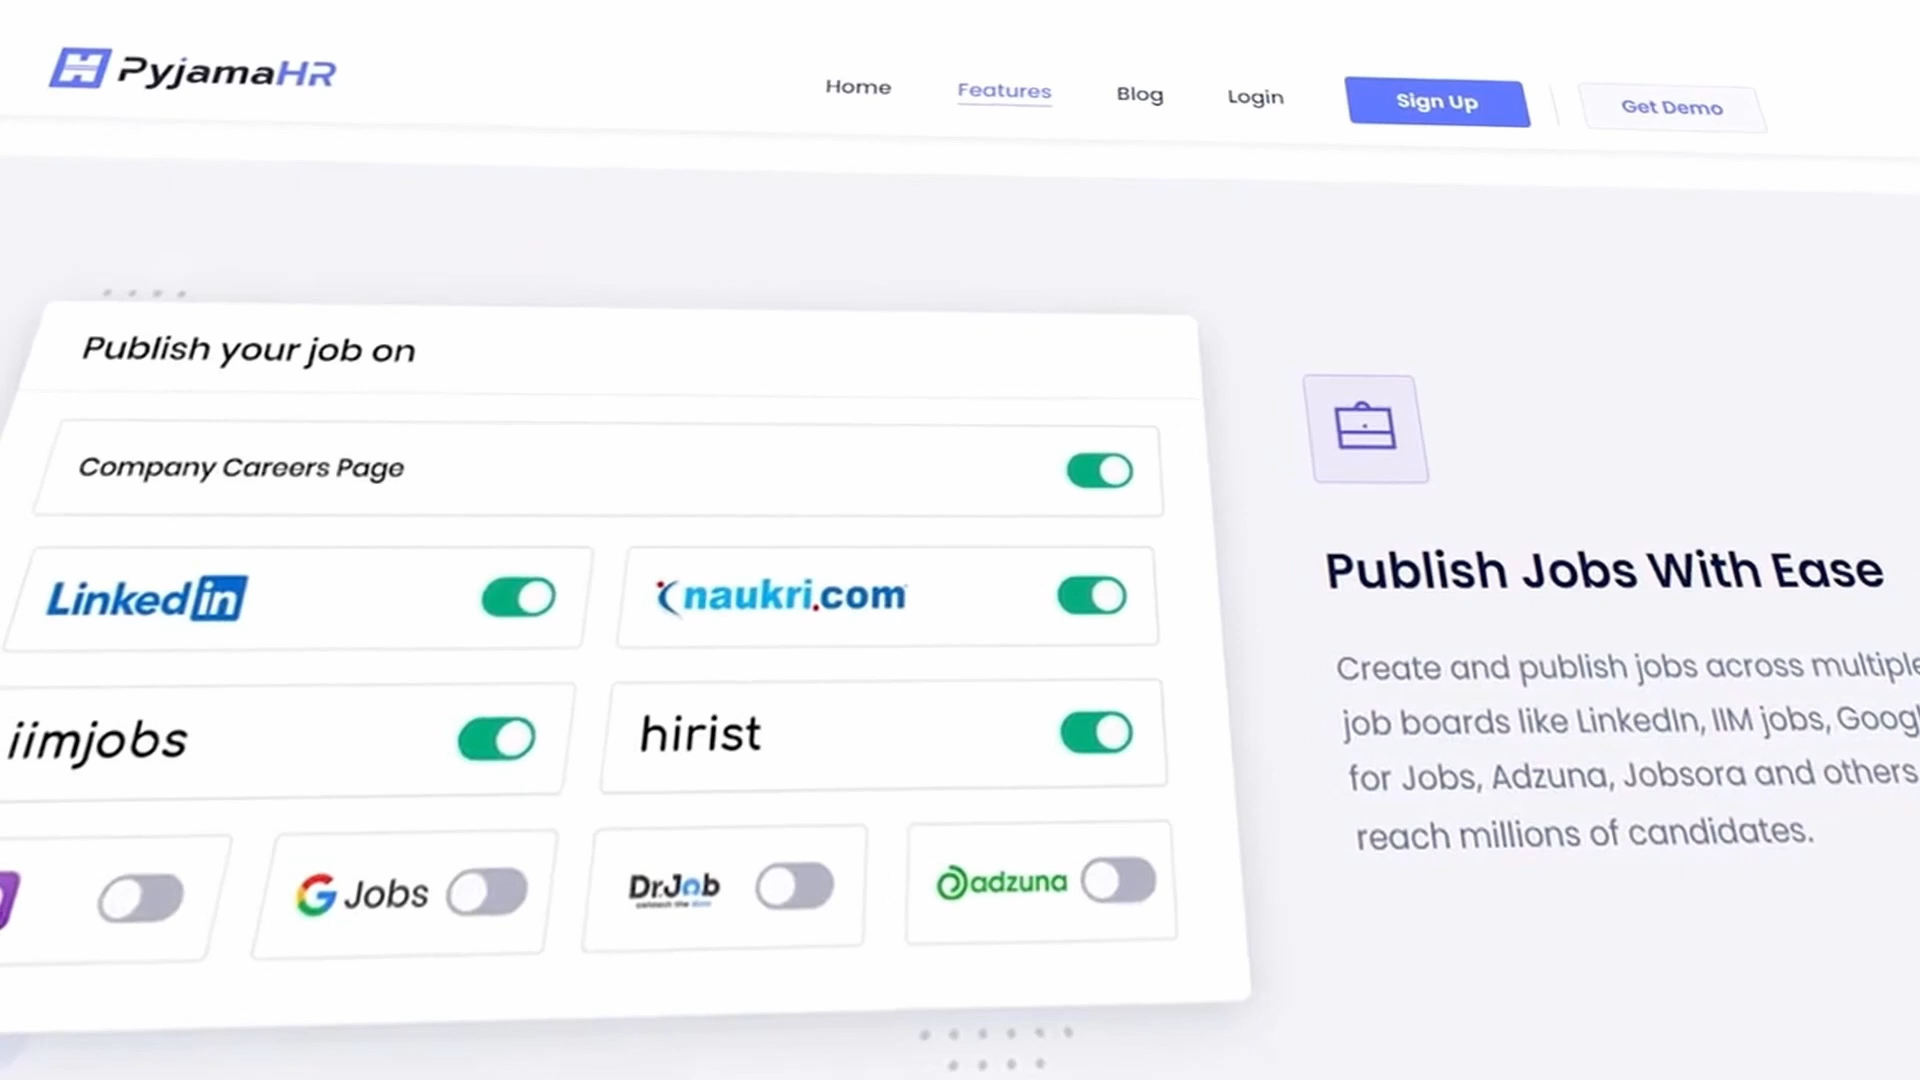 PyjamaHR
Home Features Blog Login Sign Up Get Demo
Publish your job on
Company Careers Page
LinkedIn
naukri.com
iimjobs
hirist
G Jobs
DrJob
adzuna
Publish Jobs With Ease
Create and publish jobs across multiple
job boards like LinkedIn, IIM jobs, Googl
for Jobs, Adzuna, Jobsora and others
reach millions of candidates.